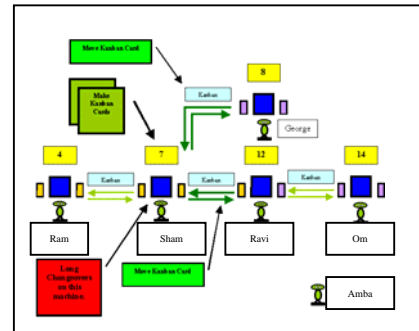 Move Kanban Card
8
Kanban
Make
Kanban
Cards
George
4
7
12
14
Kanban
Kanban
Kanban
Ram
Sham
Ravi
Om
Long
Changeovers
on this
machine.
Move Kanban Card
Amba